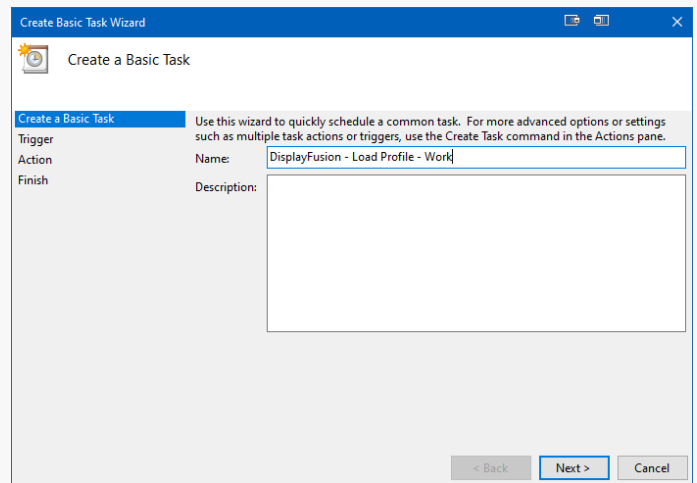 Create Basic Task Wizard
Create a Basic Task
Create a Basic Task
Trigger
Action
Finish
Use this wizard to quickly schedule a common task. For more advanced options or settings
such as multiple task actions or triggers, use the Create Task command in the Actions pane.
Name: DisplayFusion - Load Profile - Work
Description:
< Back Next > Cancel